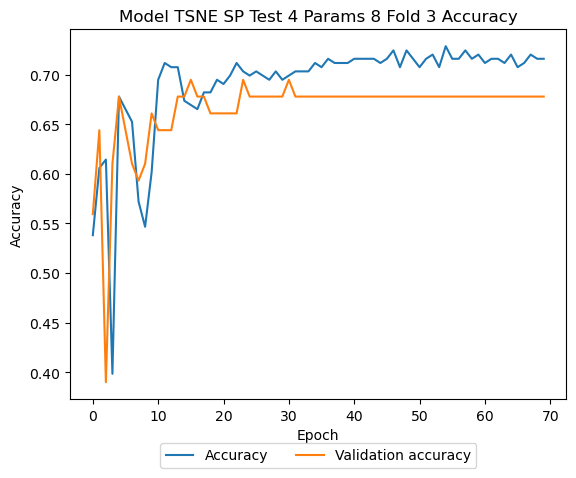 Model TSNE SP Test 4 Params 8 Fold 3 Accuracy
Accuracy
0.70
0.65
0.60
0.55
0.50
0.45
0.40
0 10 20 30 40 50 60 70
Epoch
Accuracy Validation accuracy